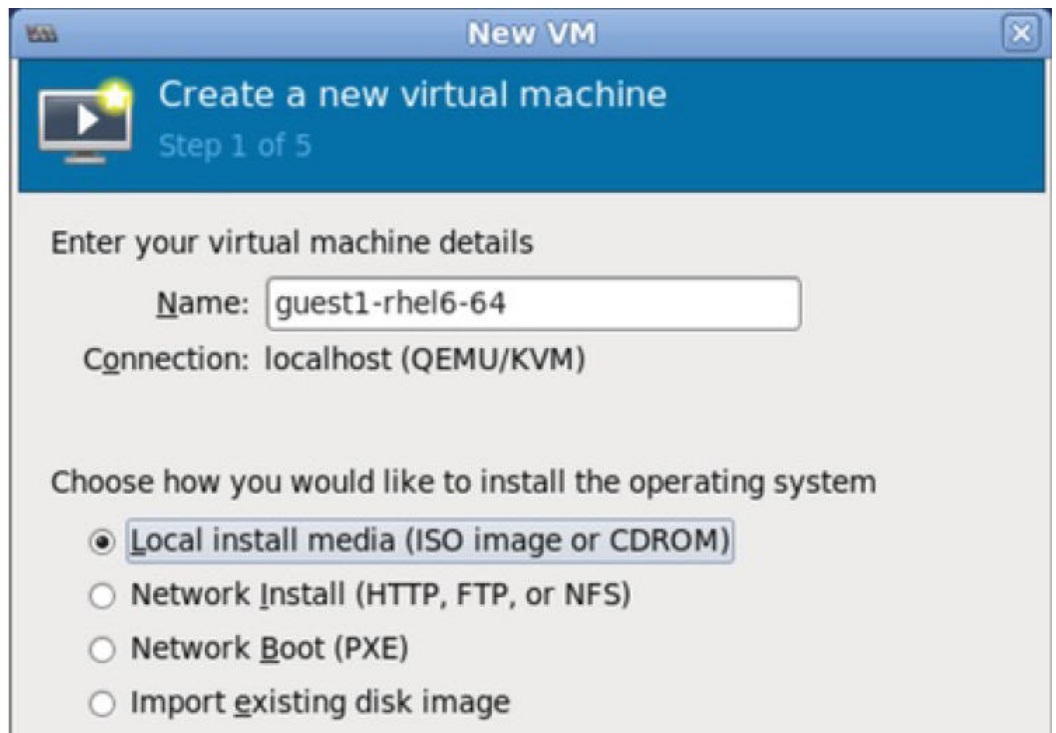 New VM
Create a new virtual machine
Step 1 of 5
Enter your virtual machine details
Name: guest1-rhel6-64
Connection: localhost (QEMU/KVM)
Choose how you would like to install the operating system
Local install media (ISO image or CDROM)
Network Install (HTTP, FTP, or NFS)
Network Boot (PXE)
Import existing disk image